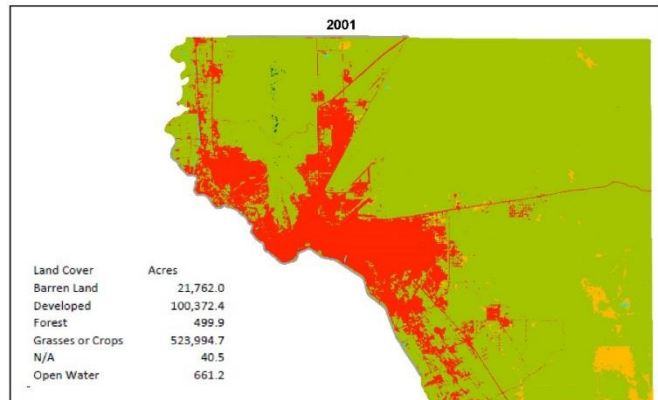 2001
Land Cover Acres
Barren Land 21,762.0
Developed 100,372.4
Forest 499.9
Grasses or Crops 523,994.7
N/A 40.5
Open Water 661.2